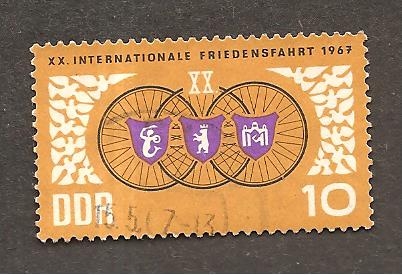 XX. INTERNATIONALE FRIEDENSFAHRT 1967
XX
DDR
10